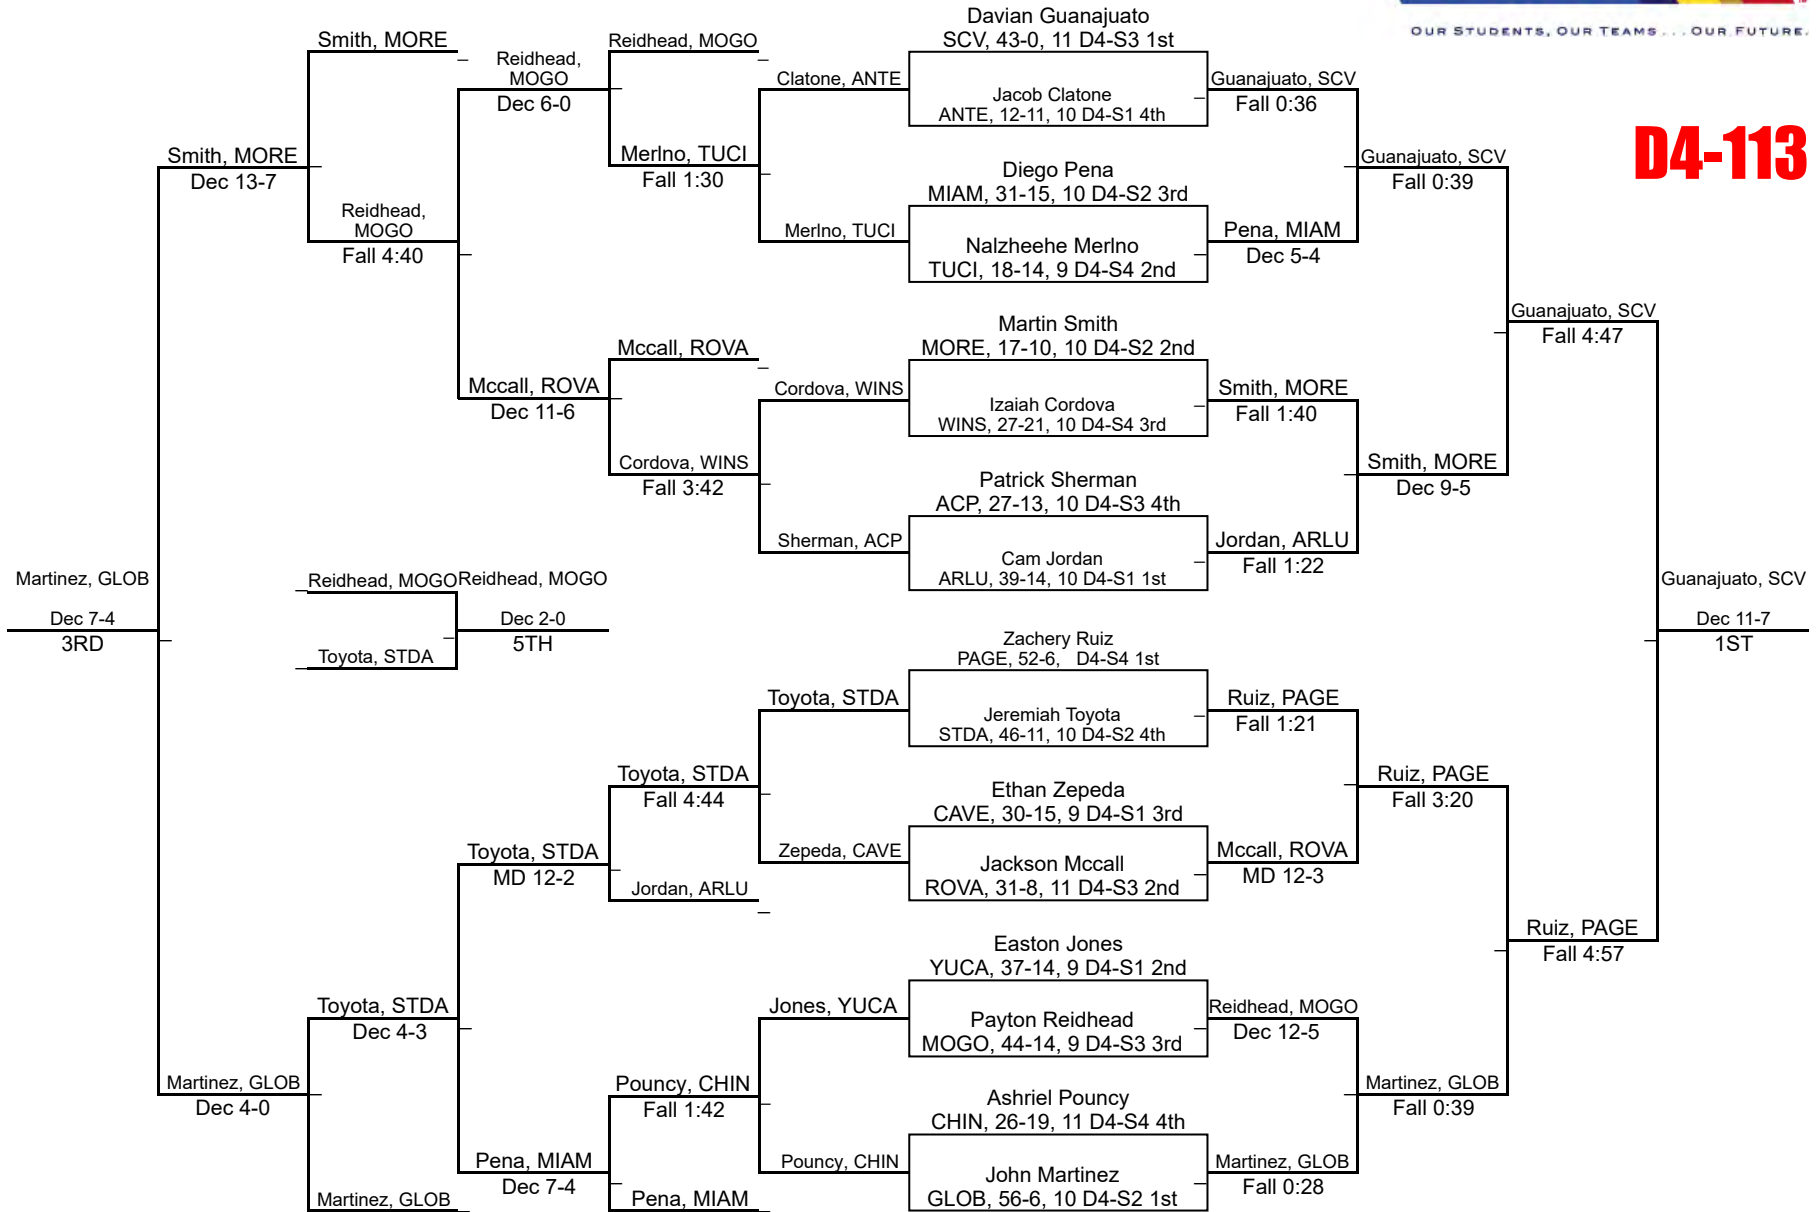 OUR STUDENTS, OUR TEAMS . . . OUR FUTURE.
D4-113
Davian Guanajuato
SCV, 43-0, 11 D4-S3 1st
Jacob Clatone
ANTE, 12-11, 10 D4-S1 4th
Diego Pena
MIAM, 31-15, 10 D4-S2 3rd
Nalzheehe Merlno
TUCI, 18-14, 9 D4-S4 2nd
Martin Smith
MORE, 17-10, 10 D4-S2 2nd
Izaiah Cordova
WINS, 27-21, 10 D4-S4 3rd
Patrick Sherman
ACP, 27-13, 10 D4-S3 4th
Cam Jordan
ARLU, 39-14, 10 D4-S1 1st
Zachery Ruiz
PAGE, 52-6, D4-S4 1st
Jeremiah Toyota
STDA, 46-11, 10 D4-S2 4th
Ethan Zepeda
CAVE, 30-15, 9 D4-S1 3rd
Jackson Mccall
ROVA, 31-8, 11 D4-S3 2nd
Easton Jones
YUCA, 37-14, 9 D4-S1 2nd
Payton Reidhead
MOGO, 44-14, 9 D4-S3 3rd
Ashriel Pouncy
CHIN, 26-19, 11 D4-S4 4th
John Martinez
GLOB, 56-6, 10 D4-S2 1st
Guanajuato, SCV
Fall 0:36
Pena, MIAM
Dec 5-4
Smith, MORE
Fall 1:40
Jordan, ARLU
Fall 1:22
Ruiz, PAGE
Fall 1:21
Mccall, ROVA
MD 12-3
Reidhead, MOGO
Dec 12-5
Martinez, GLOB
Fall 0:28
Guanajuato, SCV
Fall 0:39
Smith, MORE
Dec 9-5
Ruiz, PAGE
Fall 3:20
Martinez, GLOB
Fall 0:39
Guanajuato, SCV
Fall 4:47
Ruiz, PAGE
Fall 4:57
Guanajuato, SCV
Dec 11-7
1ST
Clatone, ANTE
Merlno, TUCI
Cordova, WINS
Sherman, ACP
Toyota, STDA
Zepeda, CAVE
Jones, YUCA
Pouncy, CHIN
Reidhead, MOGO
Merlno, TUCI
Fall 1:30
Mccall, ROVA
Cordova, WINS
Fall 3:42
Toyota, STDA
Fall 4:44
Jordan, ARLU
Pouncy, CHIN
Fall 1:42
Pena, MIAM
Reidhead,
MOGO
Dec 6-0
Mccall, ROVA
Dec 11-6
Toyota, STDA
MD 12-2
Pena, MIAM
Dec 7-4
Smith, MORE
Reidhead,
MOGO
Fall 4:40
Toyota, STDA
Dec 4-3
Martinez, GLOB
Smith, MORE
Dec 13-7
Martinez, GLOB
Dec 4-0
Martinez, GLOB
Dec 7-4
3RD
Reidhead, MOGO
Toyota, STDA
Reidhead, MOGO
Dec 2-0
5TH